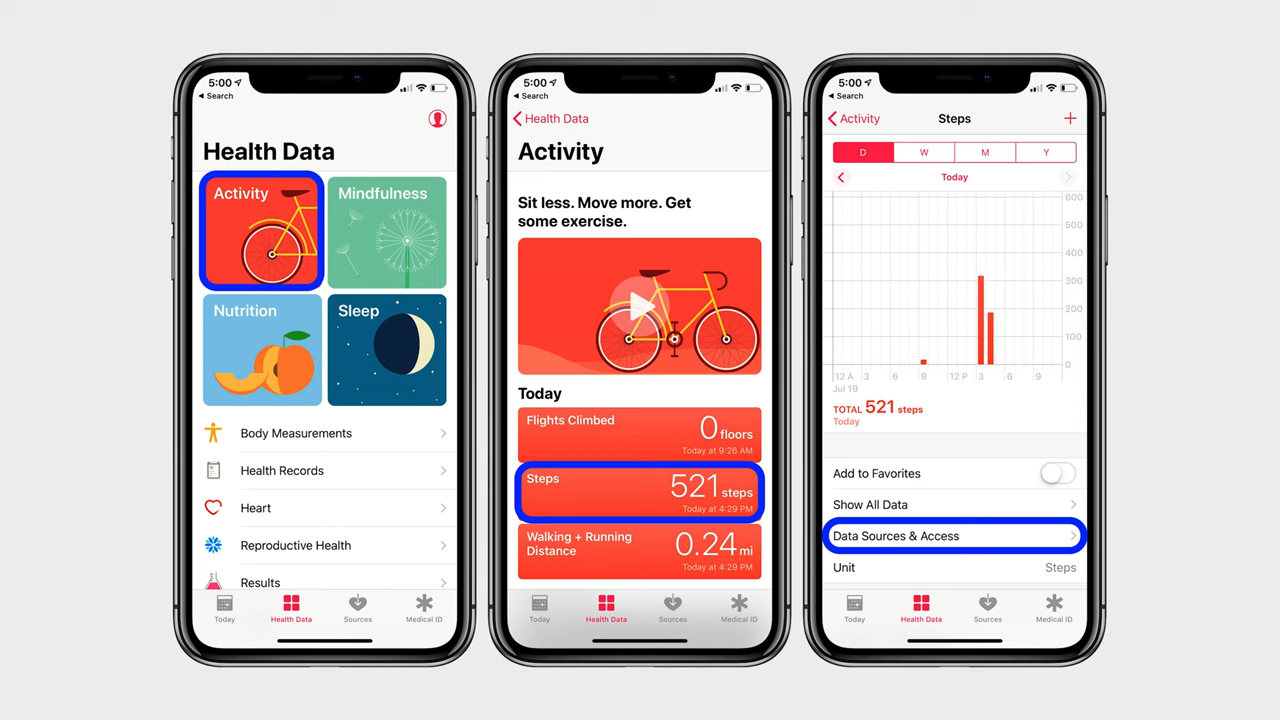 5:00
Search
Health Data
Activity
Mindfulness
Nutrition
Sleep
Body Measurements
Health Records
Heart
Reproductive Health
Results
Today
Health Data
Sources
Medical ID
5:00
Search
Health Data
Activity
Sit less. Move more. Get
some exercise.
Today
Flights Climbed
0 floors
Today at 9:26 AM
Steps
521 steps
Today at 4:29 PM
Walking + Running
Distance
0.24 mi
Today at 4:29 PM
Today
Health Data
Sources
Medical ID
5:00
Search
Activity
Steps
D
W
M
Y
Today
600
500
400
300
200
100
0
12 A
3
6
9
12 P
3
6
9
Jul 19
TOTAL 521 steps
Today
Add to Favorites
Show All Data
Data Sources & Access
Unit
Steps
Today
Health Data
Sources
Medical ID